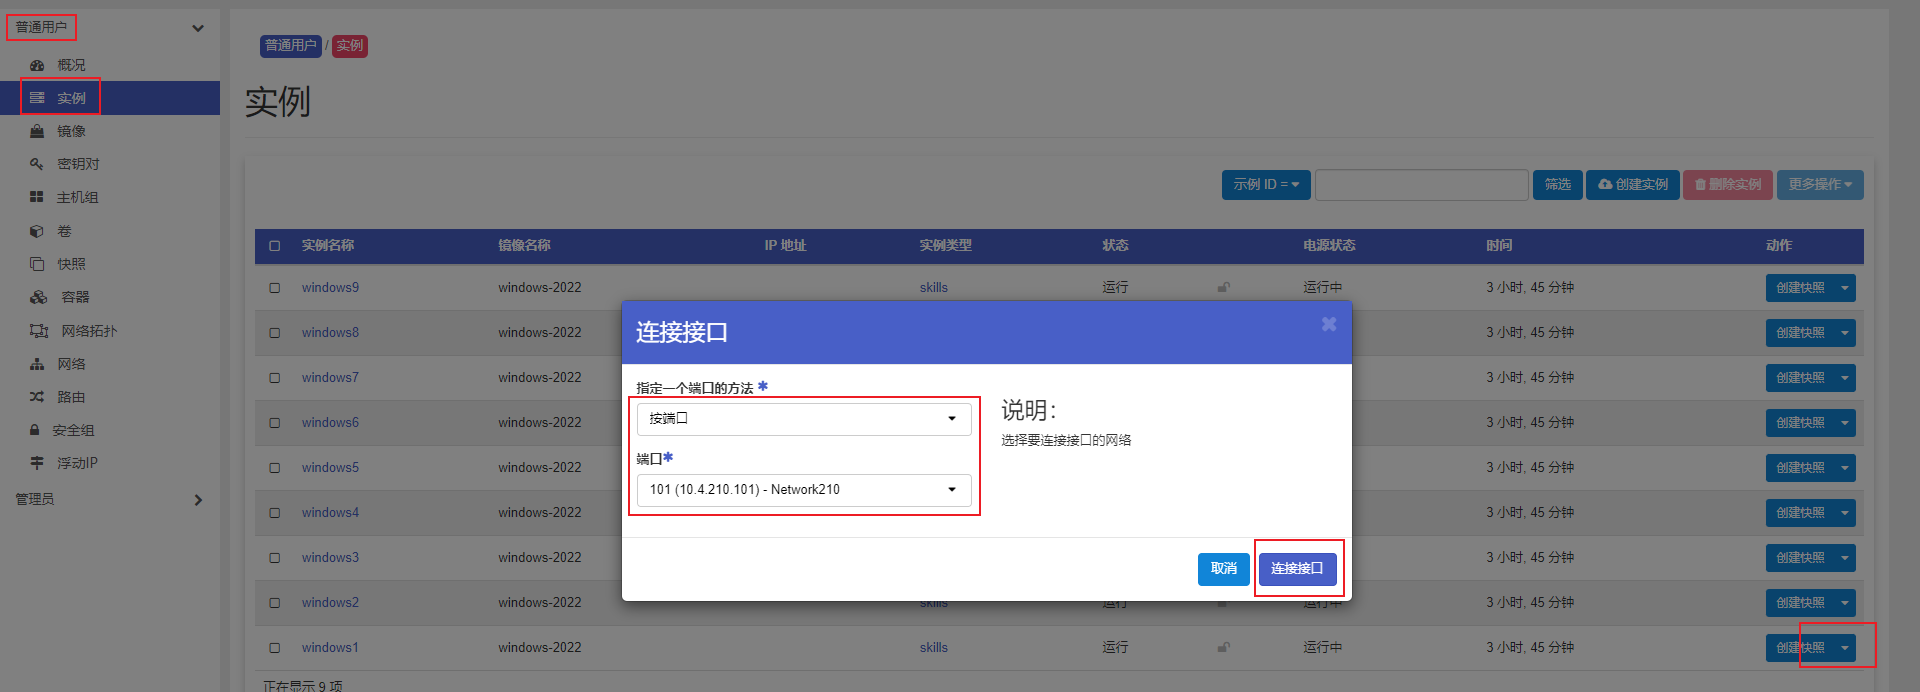 普通用户
概况
实例
镜像
密钥对
主机组
卷
快照
容器
网络拓扑
网络
路由
安全组
浮动IP
管理员
普通用户 / 实例
实例
示例 ID = 筛选 创建实例 删除实例 更多操作
实例名称 镜像名称 IP 地址 实例类型 状态 电源状态 时间 动作
windows9 windows-2022 skills 运行 运行中 3 小时, 45 分钟 创建快照
windows8 windows-2022 3 小时, 45 分钟 创建快照
windows7 windows-2022 3 小时, 45 分钟 创建快照
windows6 windows-2022 3 小时, 45 分钟 创建快照
windows5 windows-2022 3 小时, 45 分钟 创建快照
windows4 windows-2022 3 小时, 45 分钟 创建快照
windows3 windows-2022 3 小时, 45 分钟 创建快照
windows2 windows-2022 skills 运行 运行中 3 小时, 45 分钟 创建快照
windows1 windows-2022 skills 运行 运行中 3 小时, 45 分钟 创建快照
正在显示 9 项
连接接口
指定一个端口的方法 *
按端口
端口*
101 (10.4.210.101) - Network210
说明：
选择要连接接口的网络
取消 连接接口